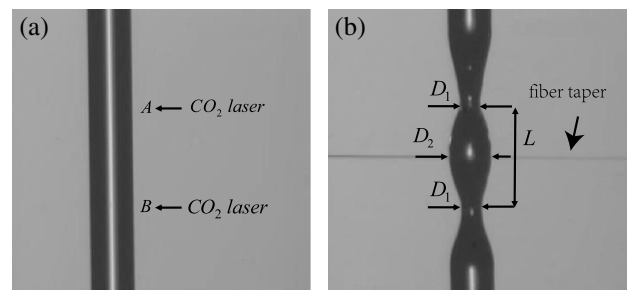 (a)
A CO₂ laser
B CO₂ laser
(b)
D₁
fiber taper
D₂
L
D₁